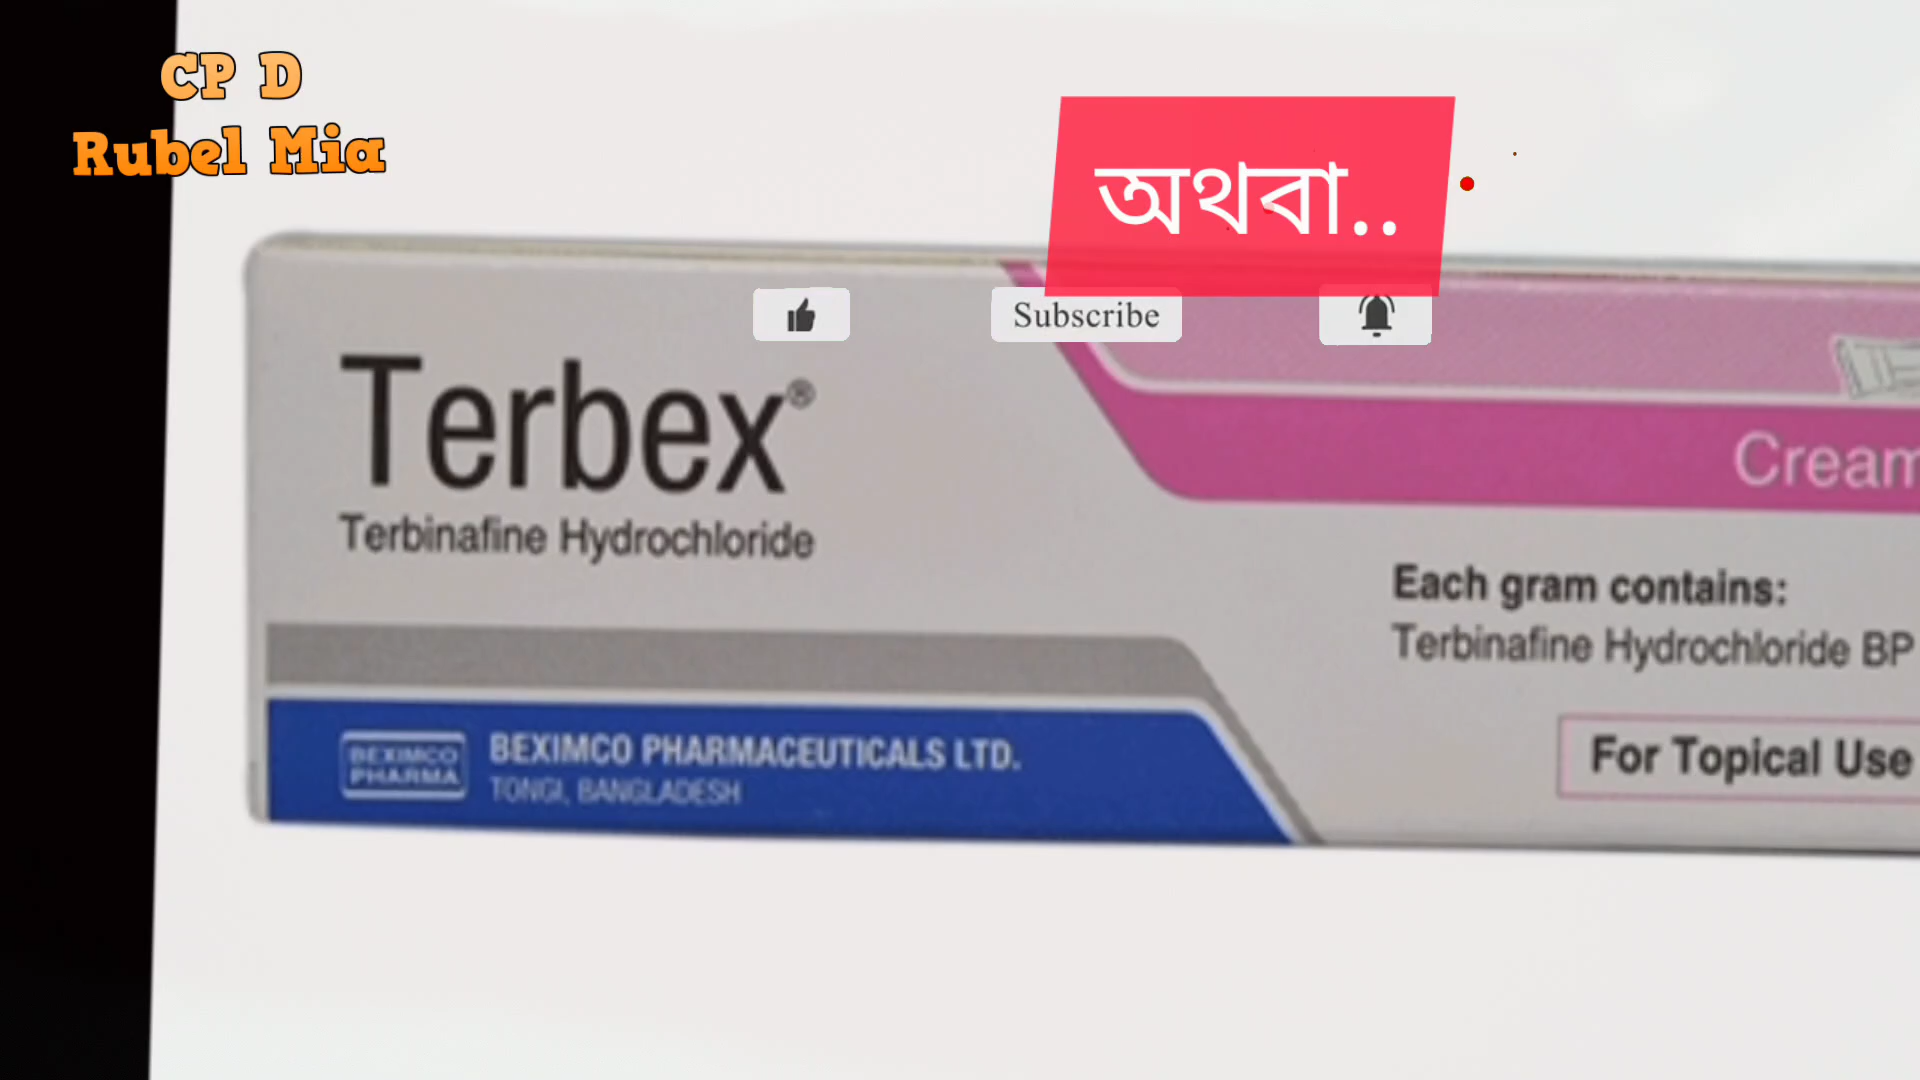 CP D
Rubel Mia
অথবা..
Subscribe
Terbex®
Terbinafine Hydrochloride
Cream
Each gram contains:
Terbinafine Hydrochloride BP
For Topical Use
BEXIMCO
PHARMA
BEXIMCO PHARMACEUTICALS LTD.
TONGI, BANGLADESH